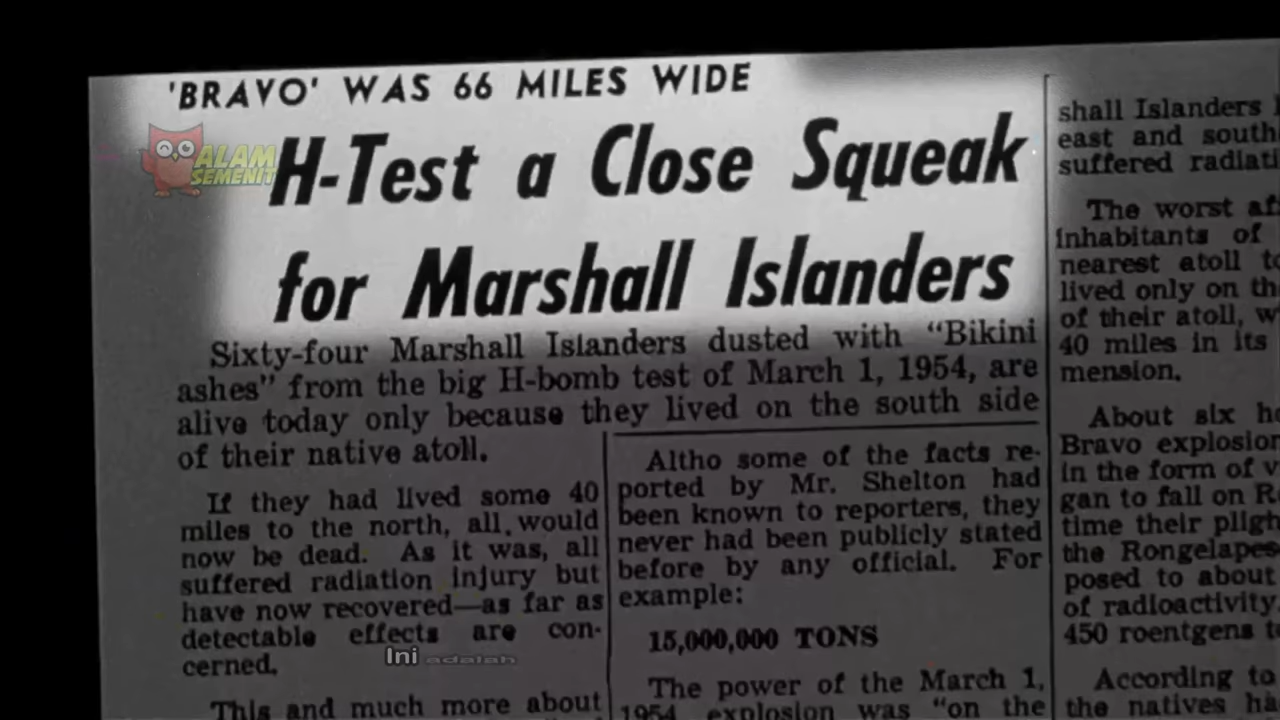 'BRAVO' WAS 66 MILES WIDE
H-Test a Close Squeak
for Marshall Islanders
ALAM
SEMENIT
Sixty-four Marshall Islanders dusted with "Bikini
ashes" from the big H-bomb test of March 1, 1954, are
alive today only because they lived on the south side
of their native atoll.
If they had lived some 40
miles to the north, all, would
now be dead. As it was, all
suffered radiation injury but
have now recovered—as far as
detectable effects are con-
cerned.
This and much more about
Altho some of the facts re-
ported by Mr. Shelton had
been known to reporters, they
never had been publicly stated
before by any official. For
example:
15,000,000 TONS
The power of the March 1,
1954 explosion was "on the
shall Islanders
east and south
suffered radiati
The worst af
inhabitants of
nearest atoll to
lived only on th
of their atoll, w
40 miles in its
mension.
About six h
Bravo explosion
in the form of
gan to fall on R
time their plight
the Rongelapes
posed to about
of radioactivity
450 roentgens t
According to
the natives ha
Ini adalah